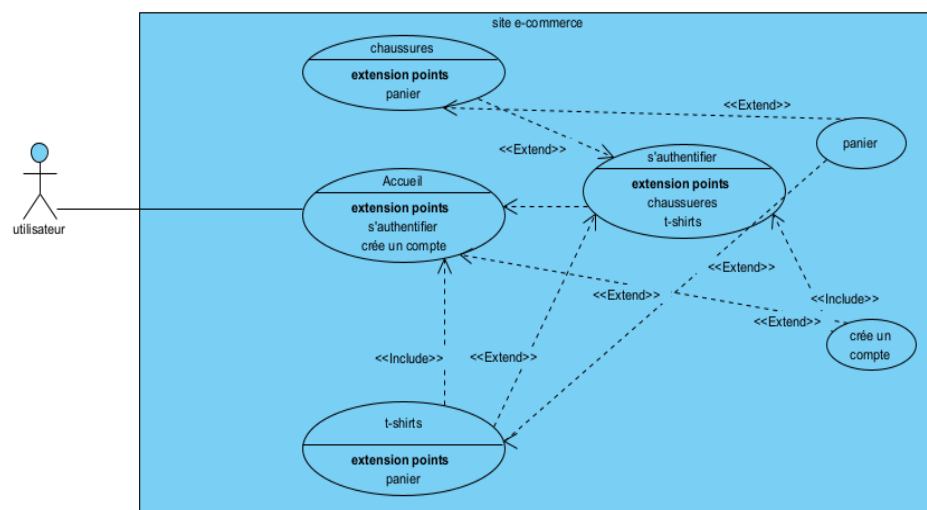 site e-commerce
chaussures
extension points
panier
<<Extend>>
panier
<<Extend>>
s'authentifier
extension points
chaussueres
t-shirts
Accueil
extension points
s'authentifier
crée un compte
utilisateur
<<Extend>>
<<Extend>>
<<Include>>
<<Extend>>
crée un
compte
<<Include>>
<<Extend>>
t-shirts
extension points
panier